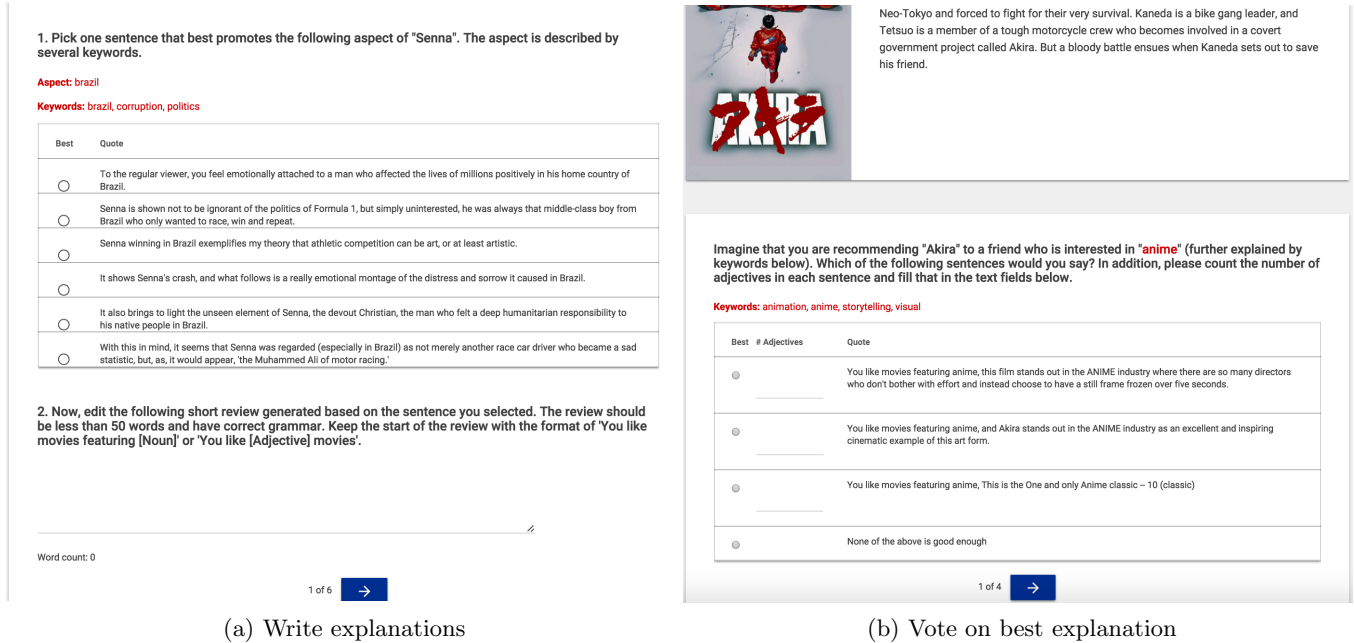 1. Pick one sentence that best promotes the following aspect of "Senna". The aspect is described by
several keywords.
Aspect: brazil
Keywords: brazil, corruption, politics
Best Quote
To the regular viewer, you feel emotionally attached to a man who affected the lives of millions positively in his home country of
Brazil.
Senna is shown not to be ignorant of the politics of Formula 1, but simply uninterested, he was always that middle-class boy from
Brazil who only wanted to race, win and repeat.
Senna winning in Brazil exemplifies my theory that athletic competition can be art, or at least artistic.
It shows Senna's crash, and what follows is a really emotional montage of the distress and sorrow it caused in Brazil.
It also brings to light the unseen element of Senna, the devout Christian, the man who felt a deep humanitarian responsibility to
his native people in Brazil.
With this in mind, it seems that Senna was regarded (especially in Brazil) as not merely another race car driver who became a sad
statistic, but, as, it would appear, 'the Muhammed Ali of motor racing.'
2. Now, edit the following short review generated based on the sentence you selected. The review should
be less than 50 words and have correct grammar. Keep the start of the review with the format of 'You like
movies featuring [Noun]' or 'You like [Adjective] movies'.
Word count: 0
1 of 6 →
(a) Write explanations
AKIRA
アキラ
Neo-Tokyo and forced to fight for their very survival. Kaneda is a bike gang leader, and
Tetsuo is a member of a tough motorcycle crew who becomes involved in a covert
government project called Akira. But a bloody battle ensues when Kaneda sets out to save
his friend.
Imagine that you are recommending "Akira" to a friend who is interested in "anime" (further explained by
keywords below). Which of the following sentences would you say? In addition, please count the number of
adjectives in each sentence and fill that in the text fields below.
Keywords: animation, anime, storytelling, visual
Best # Adjectives Quote
You like movies featuring anime, this film stands out in the ANIME industry where there are so many directors
who don't bother with effort and instead choose to have a still frame frozen over five seconds.
You like movies featuring anime, and Akira stands out in the ANIME industry as an excellent and inspiring
cinematic example of this art form.
You like movies featuring anime, This is the One and only Anime classic -- 10 (classic)
None of the above is good enough
1 of 4 →
(b) Vote on best explanation